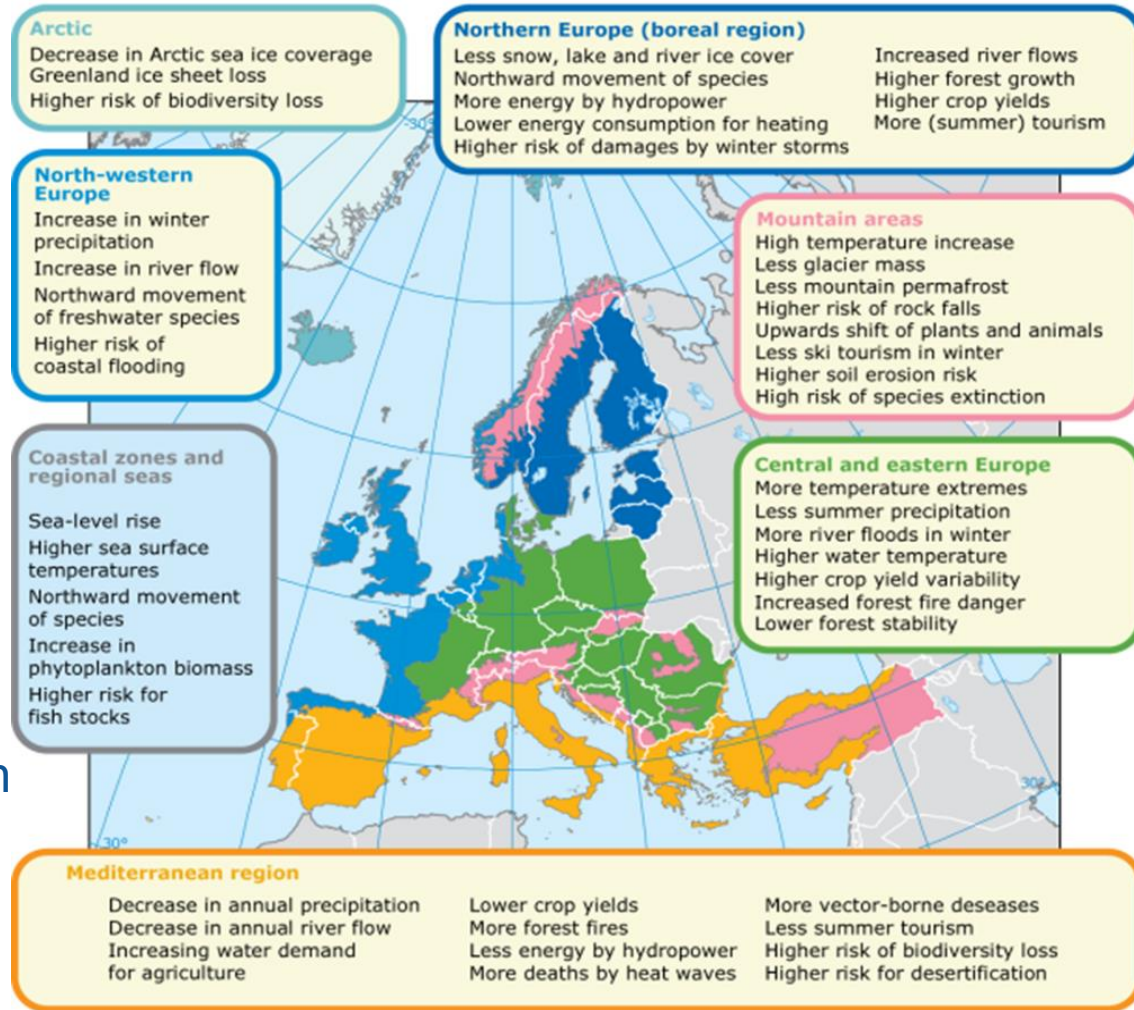 Arctic
Decrease in Arctic sea ice coverage
Greenland ice sheet loss
Higher risk of biodiversity loss
Northern Europe (boreal region)
Less snow, lake and river ice cover
Northward movement of species
More energy by hydropower
Lower energy consumption for heating
Higher risk of damages by winter storms
Increased river flows
Higher forest growth
Higher crop yields
More (summer) tourism
-30°
North-western
Europe
Increase in winter
precipitation
Increase in river flow
Northward movement
of freshwater species
Higher risk of
coastal flooding
Mountain areas
High temperature increase
Less glacier mass
Less mountain permafrost
Higher risk of rock falls
Upwards shift of plants and animals
Less ski tourism in winter
Higher soil erosion risk
High risk of species extinction
Coastal zones and
regional seas
Sea-level rise
Higher sea surface
temperatures
Northward movement
of species
Increase in
phytoplankton biomass
Higher risk for
fish stocks
Central and eastern Europe
More temperature extremes
Less summer precipitation
More river floods in winter
Higher water temperature
Higher crop yield variability
Increased forest fire danger
Lower forest stability
30°
-30°
Mediterranean region
Decrease in annual precipitation
Decrease in annual river flow
Increasing water demand
for agriculture
Lower crop yields
More forest fires
Less energy by hydropower
More deaths by heat waves
More vector-borne deseases
Less summer tourism
Higher risk of biodiversity loss
Higher risk for desertification